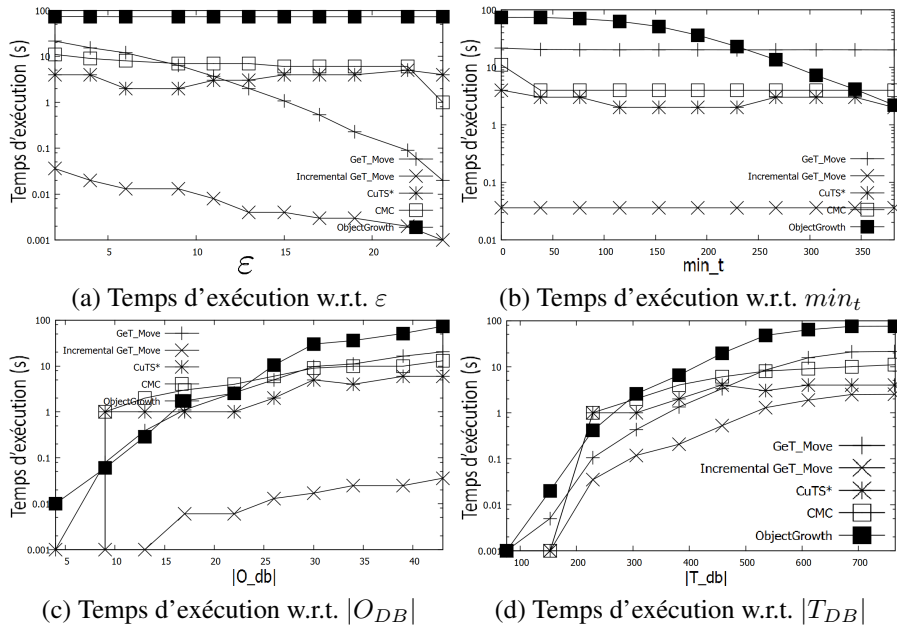 Temps d'exécution (s)
100
10
1
0.1
0.01
0.001
5
10
15
20
ε
GeT_Move
Incremental GeT_Move
CuTS*
CMC
ObjectGrowth
(a) Temps d'exécution w.r.t. ε
Temps d'exécution (s)
100
10
1
0.1
0.01
0
50
100
150
200
250
300
350
min_t
GeT_Move
Incremental GeT_Move
CuTS*
CMC
ObjectGrowth
(b) Temps d'exécution w.r.t. min_t
Temps d'exécution (s)
100
10
1
0.1
0.01
0.001
5
10
15
20
25
30
35
40
|O_db|
GeT_Move
Incremental GeT_Move
CuTS*
CMC
ObjectGrowth
(c) Temps d'exécution w.r.t. |O_DB|
Temps d'exécution (s)
100
10
1
0.1
0.01
0.001
100
200
300
400
500
600
700
|T_db|
GeT_Move
Incremental GeT_Move
CuTS*
CMC
ObjectGrowth
(d) Temps d'exécution w.r.t. |T_DB|